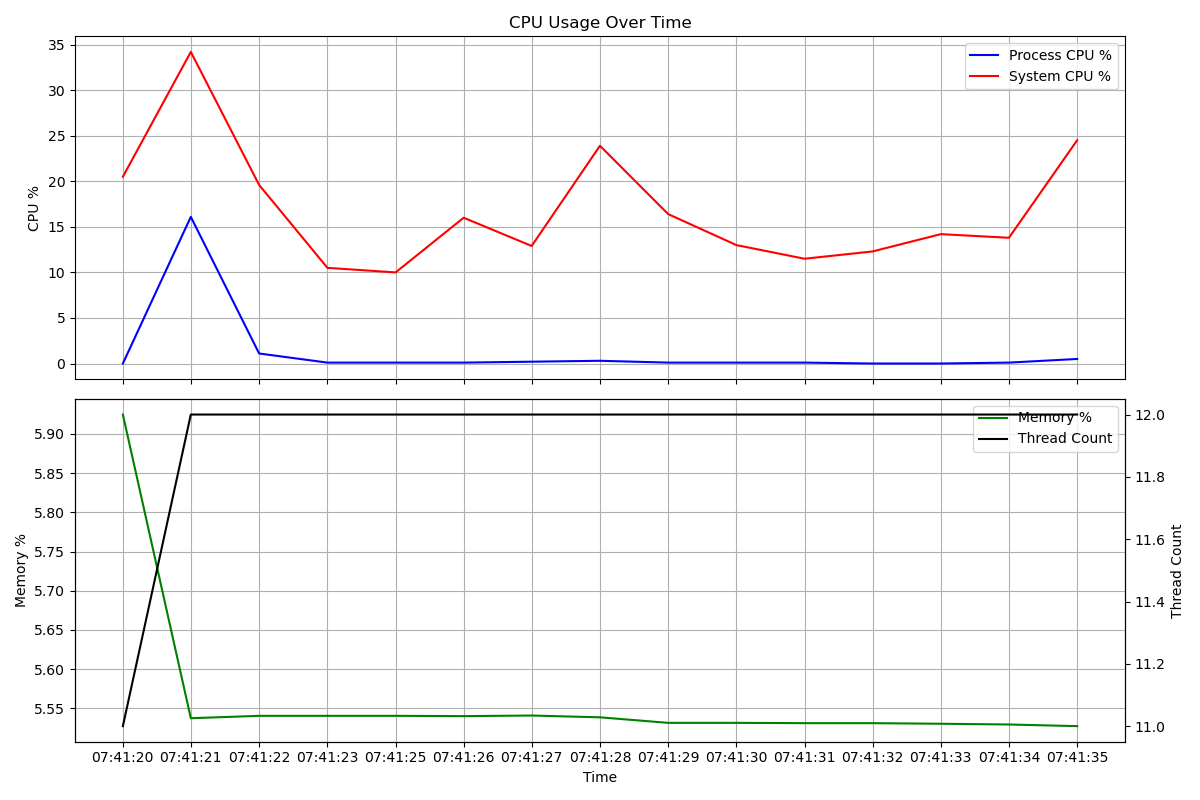 CPU Usage Over Time
35
30
25
20
15
10
5
0
CPU %
Process CPU %
System CPU %
5.90
5.85
5.80
5.75
5.70
5.65
5.60
5.55
Memory %
Memory %
Thread Count
12.0
11.8
11.6
11.4
11.2
11.0
Thread Count
07:41:20 07:41:21 07:41:22 07:41:23 07:41:25 07:41:26 07:41:27 07:41:28 07:41:29 07:41:30 07:41:31 07:41:32 07:41:33 07:41:34 07:41:35
Time